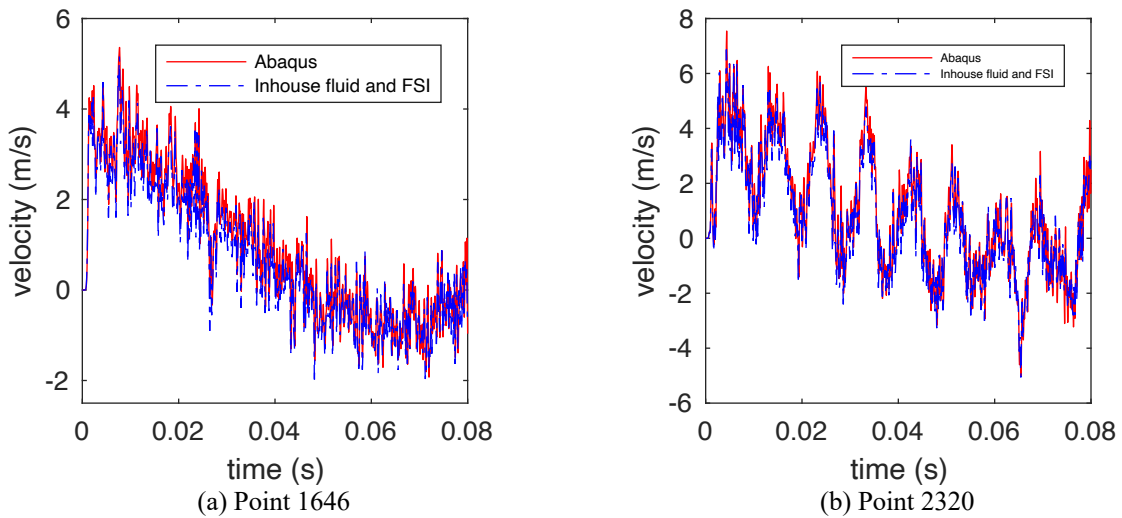 6
4
2
0
-2
velocity (m/s)
Abaqus
Inhouse fluid and FSI
0
0.02
0.04
0.06
0.08
time (s)
(a) Point 1646
8
6
4
2
0
-2
-4
-6
velocity (m/s)
Abaqus
Inhouse fluid and FSI
0
0.02
0.04
0.06
0.08
time (s)
(b) Point 2320